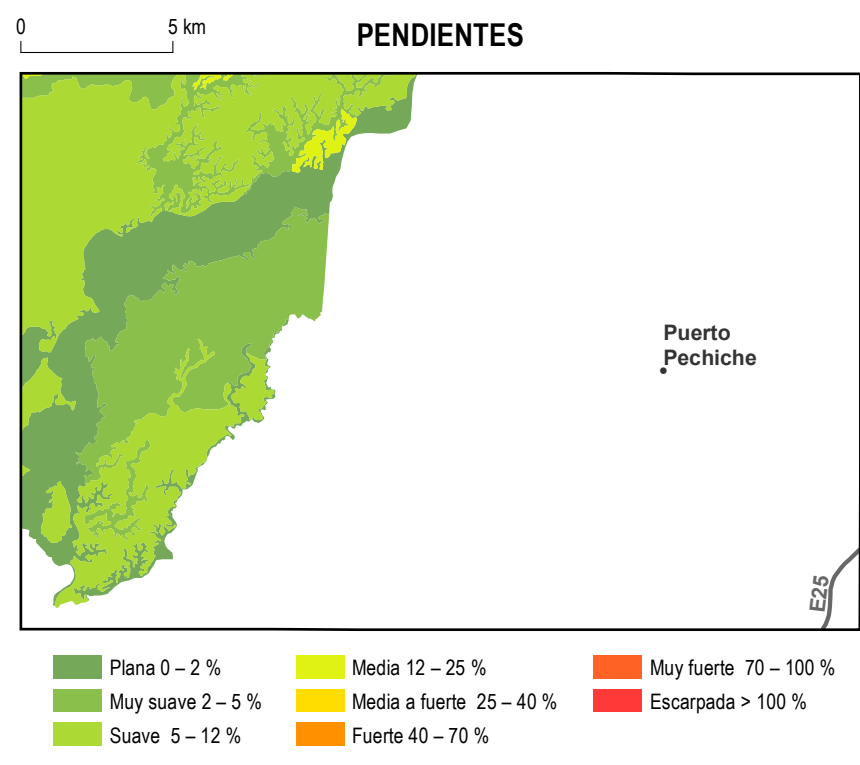 0 5 km
PENDIENTES
Puerto
Pechiche
E25
Plana 0 – 2 %
Muy suave 2 – 5 %
Suave 5 – 12 %
Media 12 – 25 %
Media a fuerte 25 – 40 %
Fuerte 40 – 70 %
Muy fuerte 70 – 100 %
Escarpada > 100 %